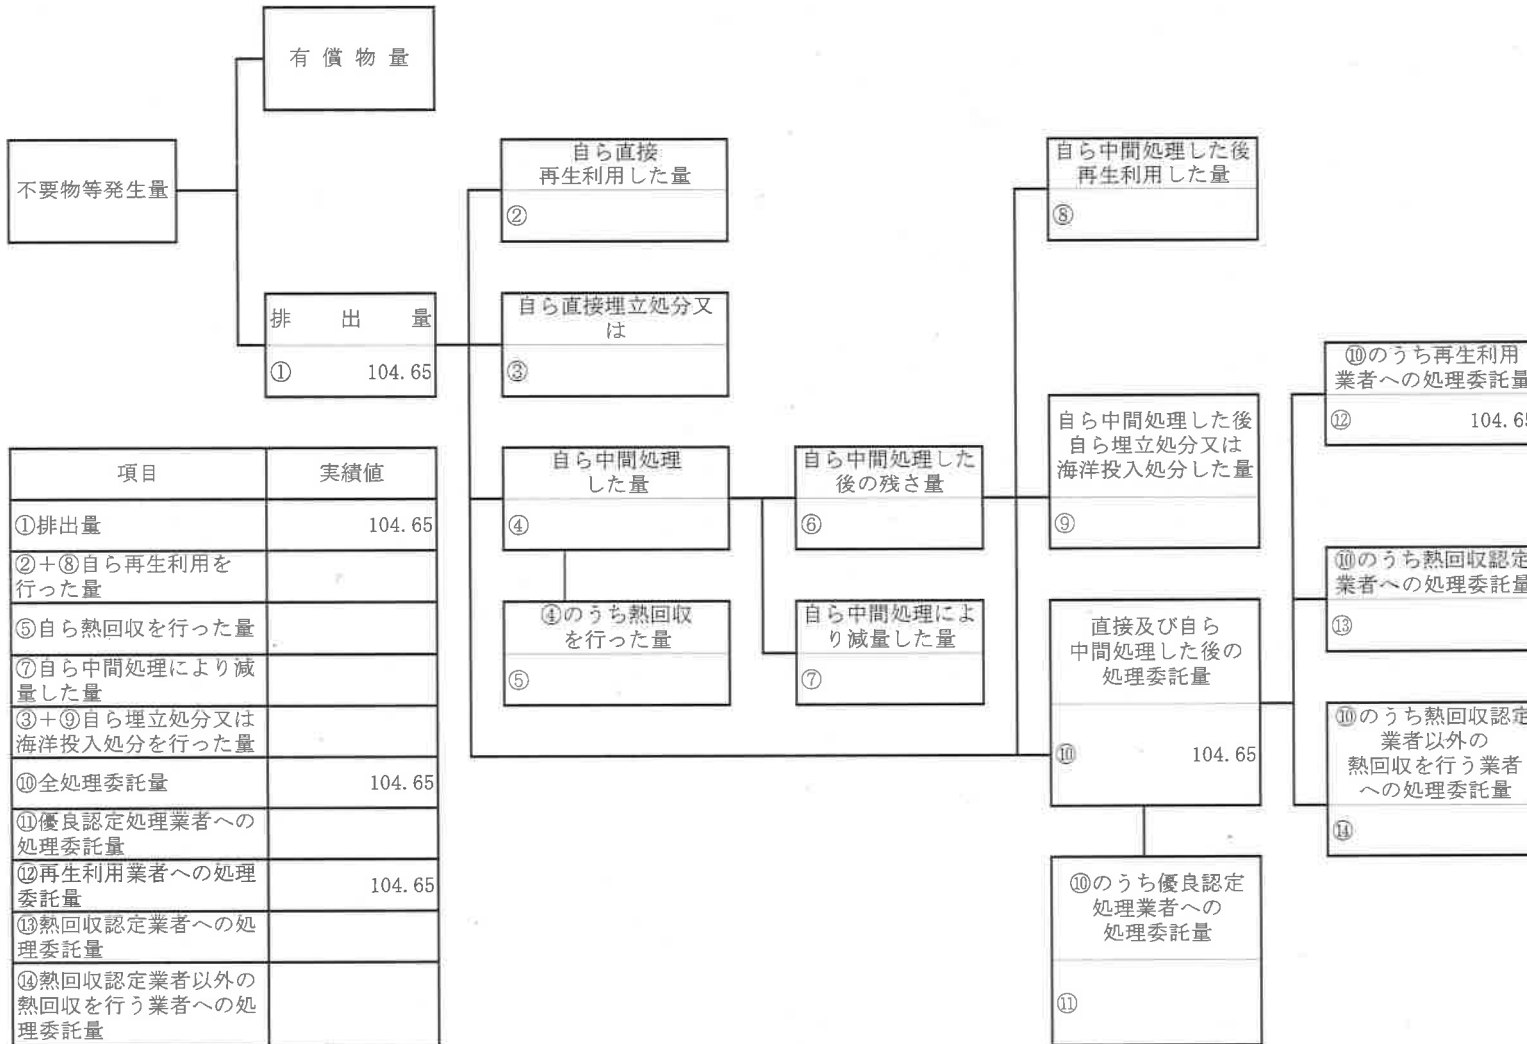 有償物量
不要物等発生量
排出量
① 104.65
自ら直接
再生利用した量
②
自ら直接埋立処分又
は
③
自ら中間処理
した量
④
④のうち熱回収
を行った量
⑤
自ら中間処理した
後の残さ量
⑥
自ら中間処理によ
り減量した量
⑦
自ら中間処理した後
再生利用した量
⑧
自ら中間処理した後
自ら埋立処分又は
海洋投入処分した量
⑨
直接及び自ら
中間処理した後の
処理委託量
⑩ 104.65
⑩のうち優良認定
処理業者への
処理委託量
⑪
⑩のうち再生利用
業者への処理委託量
⑫ 104.65
⑩のうち熱回収認定
業者への処理委託量
⑬
⑩のうち熱回収認定
業者以外の
熱回収を行う業者
への処理委託量
⑭
項目 実績値
①排出量 104.65
②+⑧自ら再生利用を
行った量
⑤自ら熱回収を行った量
⑦自ら中間処理により減
量した量
③+⑨自ら埋立処分又は
海洋投入処分を行った量
⑩全処理委託量 104.65
⑪優良認定処理業者への
処理委託量
⑫再生利用業者への処理
委託量 104.65
⑬熱回収認定業者への処
理委託量
⑭熱回収認定業者以外の
熱回収を行う業者への処
理委託量